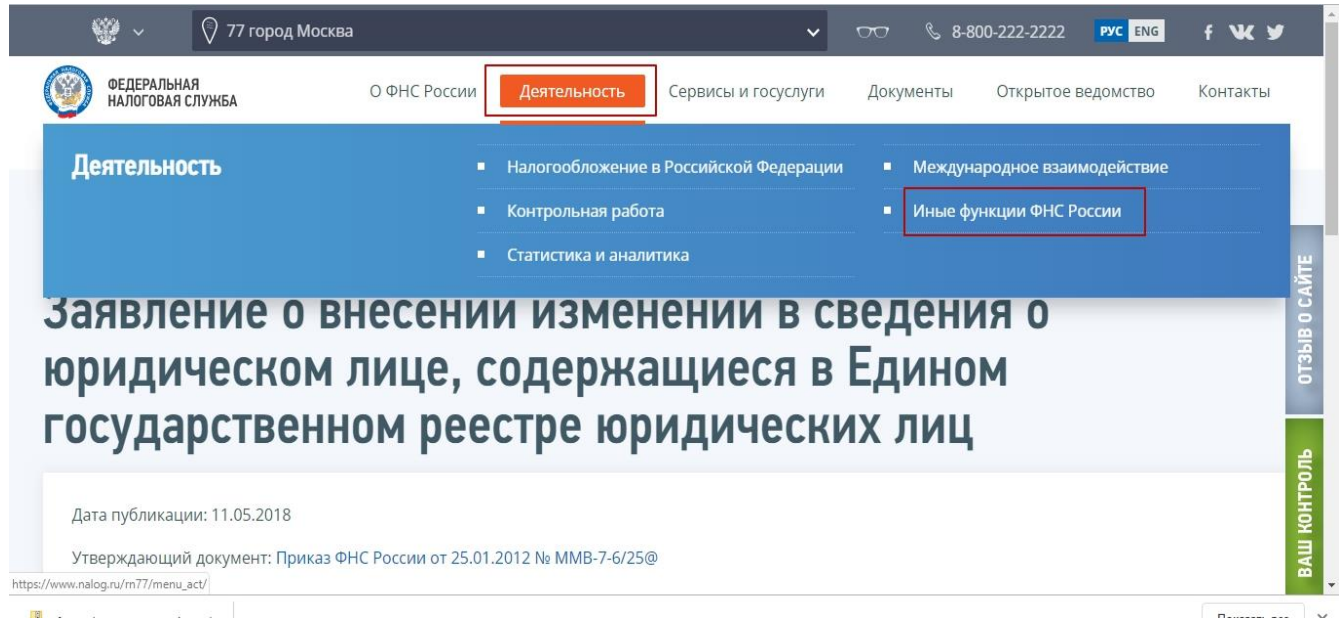 77 город Москва
8-800-222-2222
РУС ENG
ФЕДЕРАЛЬНАЯ
НАЛОГОВАЯ СЛУЖБА
О ФНС России
Деятельность
Сервисы и госуслуги
Документы
Открытое ведомство
Контакты
Деятельность
Налогообложение в Российской Федерации
Контрольная работа
Статистика и аналитика
Международное взаимодействие
Иные функции ФНС России
Заявление о внесении изменений в сведения о
юридическом лице, содержащиеся в Едином
государственном реестре юридических лиц
Дата публикации: 11.05.2018
Утверждающий документ: Приказ ФНС России от 25.01.2012 № ММВ-7-6/25@
ОТЗЫВ О САЙТЕ
ВАШ КОНТРОЛЬ
https://www.nalog.ru/rn77/menu_act/